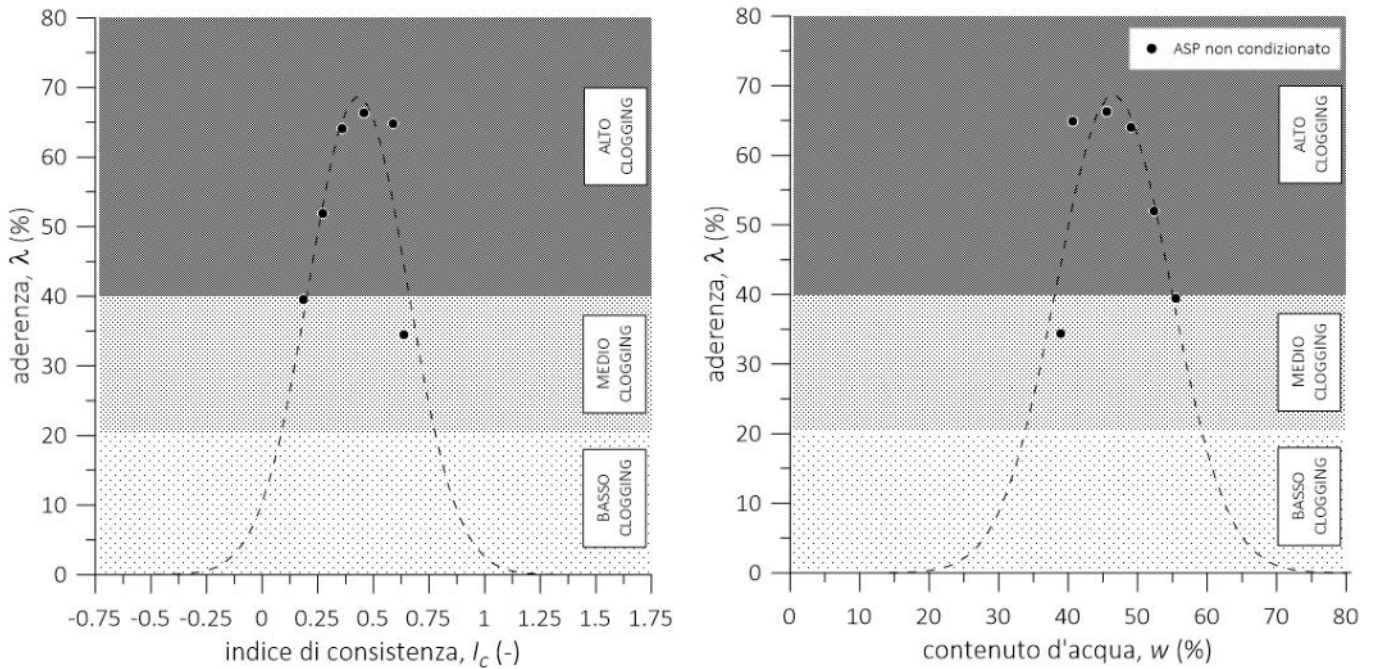 80
70
60
50
40
30
20
10
0
aderenza, λ (%)
ALTO
CLOGGING
MEDIO
CLOGGING
BASSO
CLOGGING
-0.75 -0.5 -0.25 0 0.25 0.5 0.75 1 1.25 1.5 1.75
indice di consistenza, Ic (-)
80
70
60
50
40
30
20
10
0
aderenza, λ (%)
ASP non condizionato
ALTO
CLOGGING
MEDIO
CLOGGING
BASSO
CLOGGING
0 10 20 30 40 50 60 70 80
contenuto d'acqua, w (%)